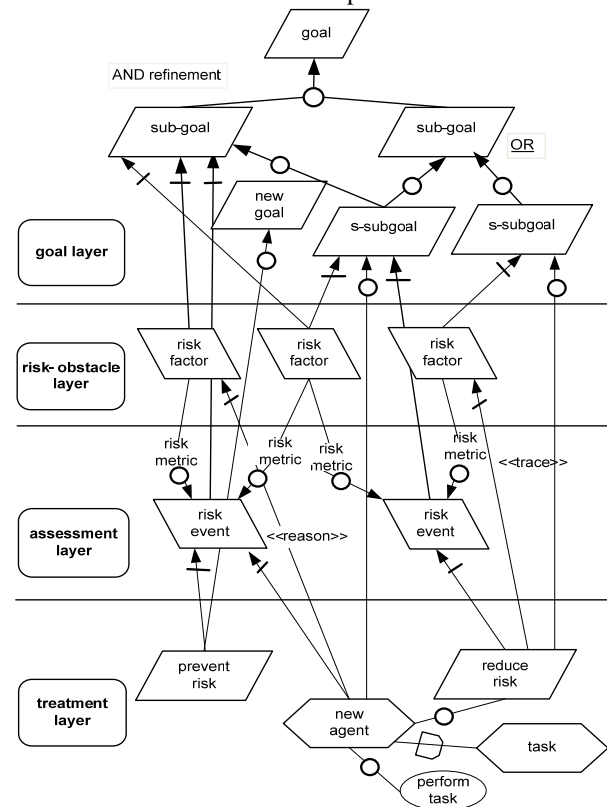 goal
AND refinement
sub-goal
sub-goal
OR
new
goal
s-subgoal
s-subgoal
goal layer
risk
factor
risk
factor
risk
factor
risk- obstacle
layer
risk
metric
risk
metric
risk
metric
risk
metric
<<trace>>
risk
event
<<reason>>
risk
event
assessment
layer
prevent
risk
reduce
risk
treatment
layer
new
agent
task
perform
task